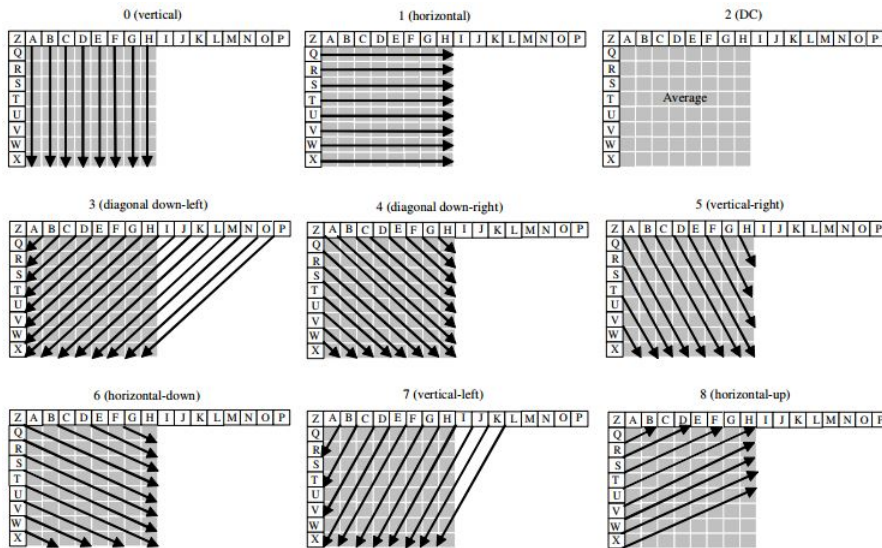 0 (vertical)
Z A B C D E F G H I J K L M N O P
Q
R
S
T
U
V
W
X
1 (horizontal)
Z A B C D E F G H I J K L M N O P
Q
R
S
T
U
V
W
X
2 (DC)
Z A B C D E F G H I J K L M N O P
Q
R
S
T
U
V
W
X
Average
3 (diagonal down-left)
Z A B C D E F G H I J K L M N O P
Q
R
S
T
U
V
W
X
4 (diagonal down-right)
Z A B C D E F G H I J K L M N O P
Q
R
S
T
U
V
W
X
5 (vertical-right)
Z A B C D E F G H I J K L M N O P
Q
R
S
T
U
V
W
X
6 (horizontal-down)
Z A B C D E F G H I J K L M N O P
Q
R
S
T
U
V
W
X
7 (vertical-left)
Z A B C D E F G H I J K L M N O P
Q
R
S
T
U
V
W
X
8 (horizontal-up)
Z A B C D E F G H I J K L M N O P
Q
R
S
T
U
V
W
X